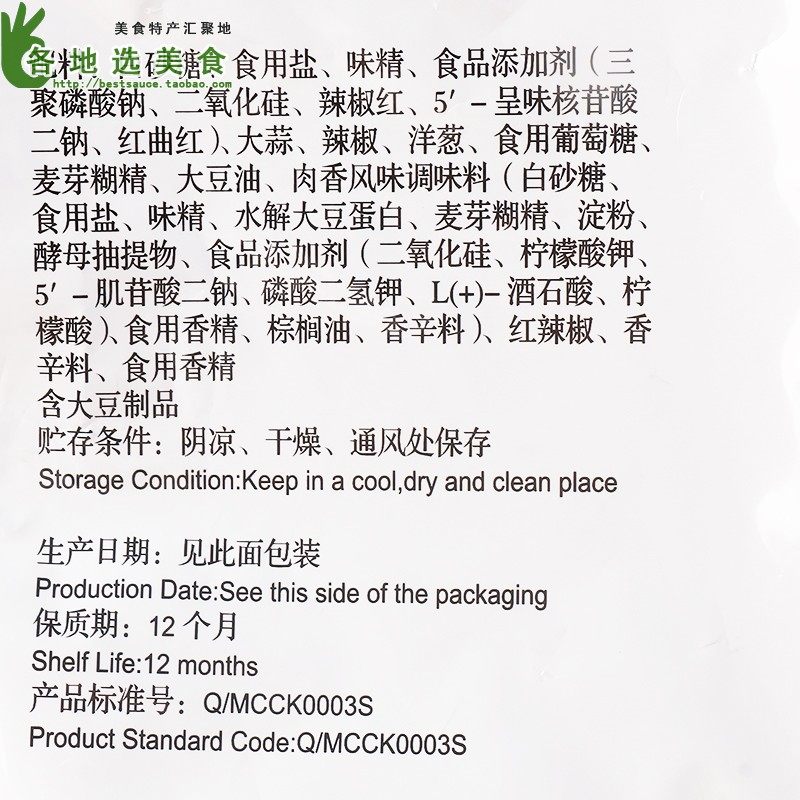 美食特产汇聚地
各地选美食
http://bestsauce.taobao.com
食用盐、味精、食品添加剂（三
聚磷酸钠、二氧化硅、辣椒红、5′－呈味核苷酸
二钠、红曲红）、大蒜、辣椒、洋葱、食用葡萄糖、
麦芽糊精、大豆油、肉香风味调味料（白砂糖、
食用盐、味精、水解大豆蛋白、麦芽糊精、淀粉、
酵母抽提物、食品添加剂（二氧化硅、柠檬酸钾、
5′－肌苷酸二钠、磷酸二氢钾、L(+)－酒石酸、柠
檬酸）、食用香精、棕榈油、香辛料）、红辣椒、香
辛料、食用香精
含大豆制品
贮存条件：阴凉、干燥、通风处保存
Storage Condition:Keep in a cool,dry and clean place
生产日期：见此面包装
Production Date:See this side of the packaging
保质期：12个月
Shelf Life:12 months
产品标准号：Q/MCCK0003S
Product Standard Code:Q/MCCK0003S